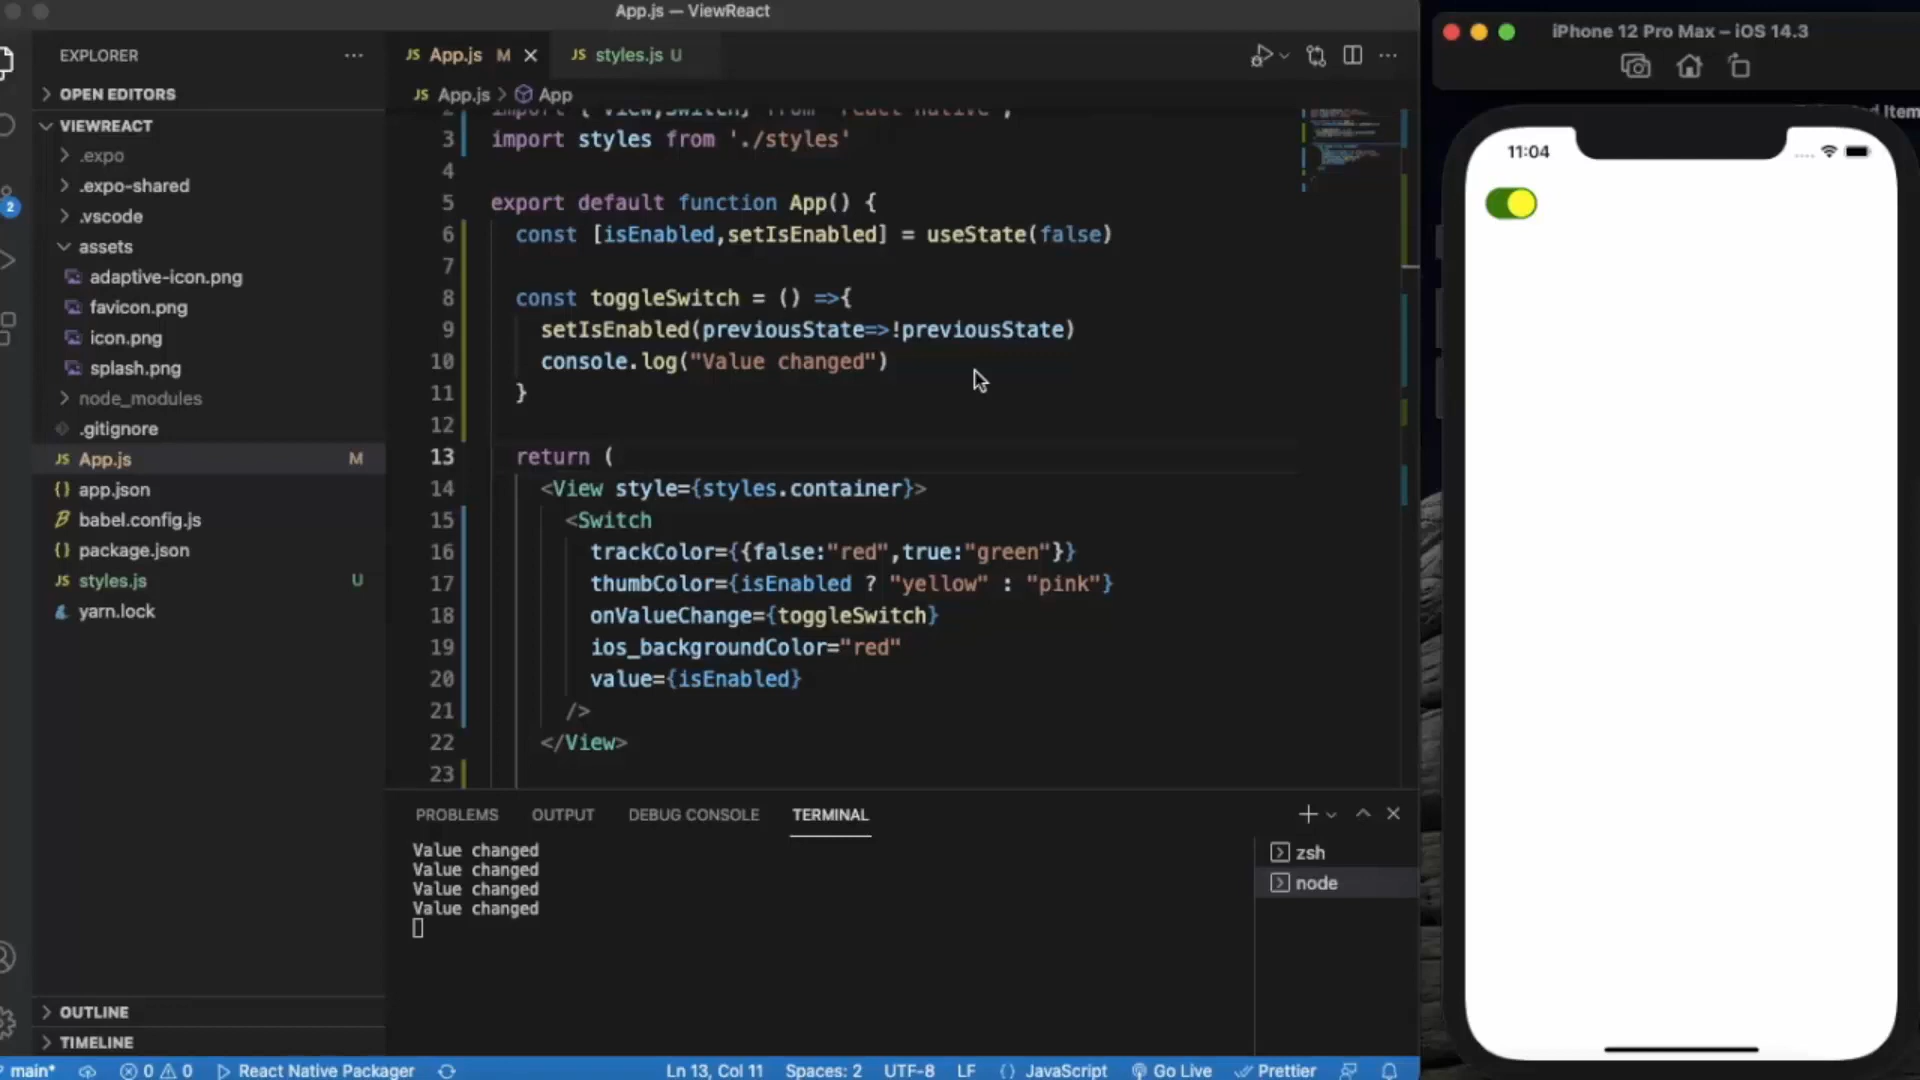 App.js — ViewReact
EXPLORER
OPEN EDITORS
VIEWREACT
.expo
.expo-shared
.vscode
assets
adaptive-icon.png
favicon.png
icon.png
splash.png
node_modules
.gitignore
App.js M
app.json
babel.config.js
package.json
styles.js U
yarn.lock
OUTLINE
TIMELINE
2
JS App.js M
JS styles.js U
JS App.js > App
3 import styles from './styles'
4
5 export default function App() {
6 const [isEnabled,setIsEnabled] = useState(false)
7
8 const toggleSwitch = () =>{
9 setIsEnabled(previousState=>!previousState)
10 console.log("Value changed")
11 }
12
13 return (
14 <View style={styles.container}>
15 <Switch
16 trackColor={{false:"red",true:"green"}}
17 thumbColor={isEnabled ? "yellow" : "pink"}
18 onValueChange={toggleSwitch}
19 ios_backgroundColor="red"
20 value={isEnabled}
21 />
22 </View>
23
PROBLEMS OUTPUT DEBUG CONSOLE TERMINAL
Value changed
Value changed
Value changed
Value changed
zsh
node
main* 0 0 React Native Packager Ln 13, Col 11 Spaces: 2 UTF-8 LF {} JavaScript Go Live Prettier
iPhone 12 Pro Max – iOS 14.3
11:04